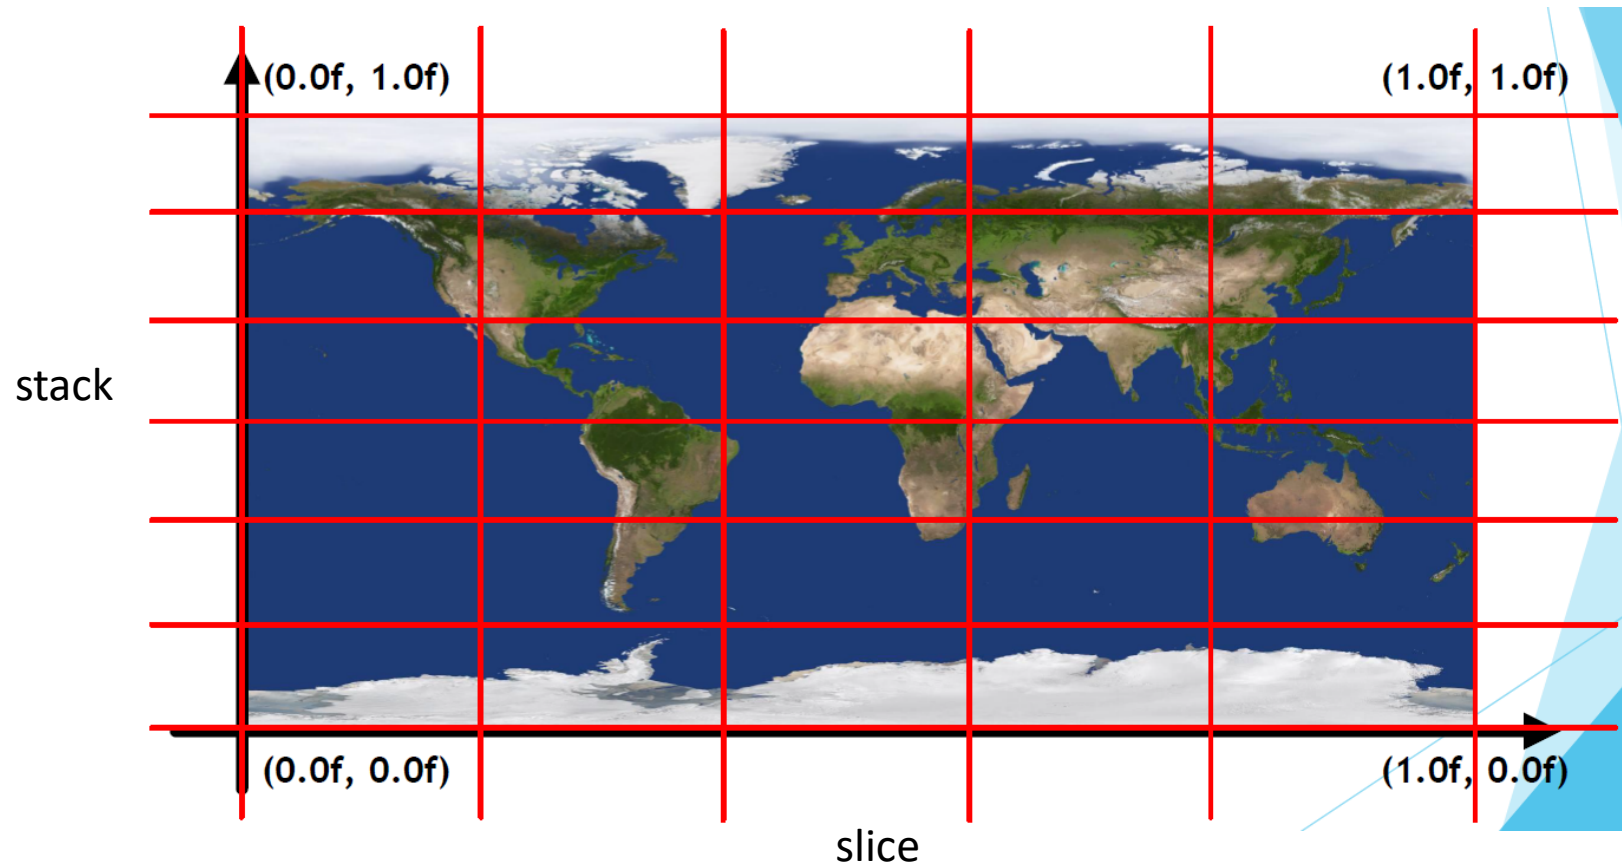 (0.0f, 1.0f)
(1.0f, 1.0f)
stack
(0.0f, 0.0f)
(1.0f, 0.0f)
slice